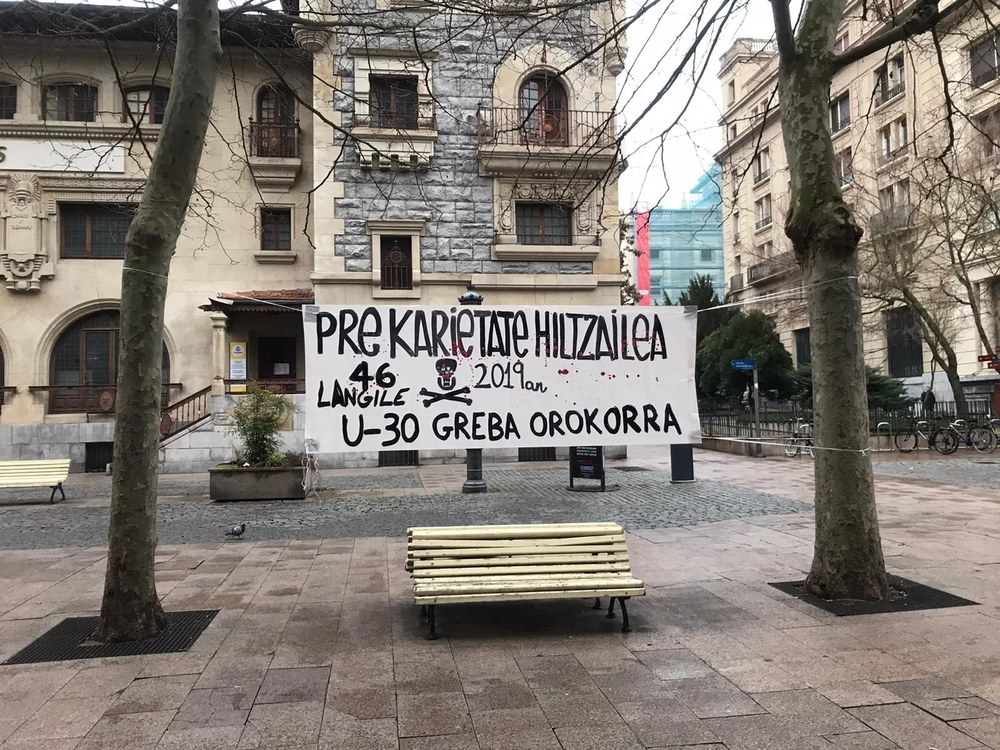 PREKARIETATE HILTZAILEA
46
LANGILE
2019an
U-30 GREBA OROKORRA